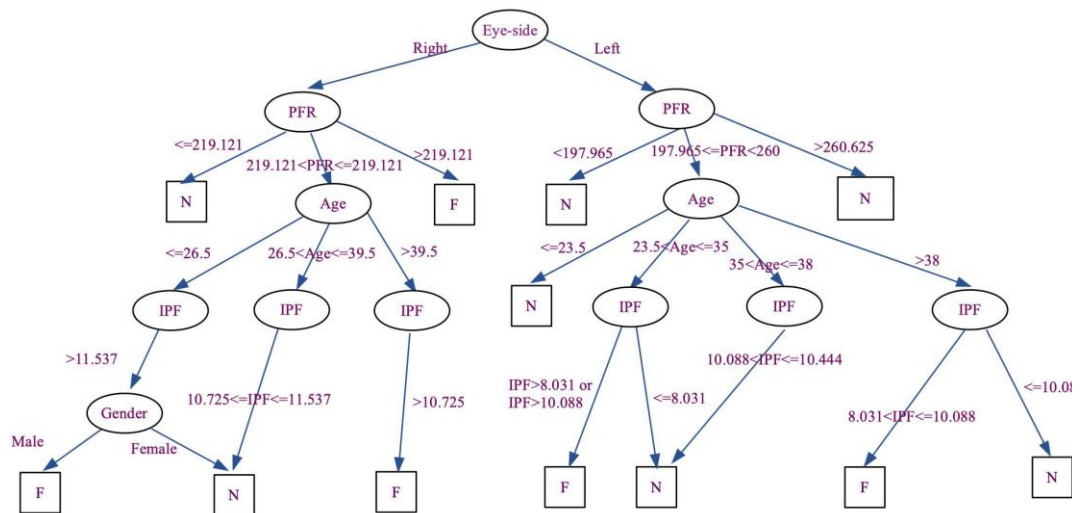 Eye-side
Right
Left
PFR
PFR
<=219.121
219.121<PFR<=219.121
>219.121
<197.965
197.965<=PFR<260
>260.625
N
Age
F
N
Age
N
<=26.5
26.5<Age<=39.5
>39.5
<=23.5
23.5<Age<=35
35<Age<=38
>38
IPF
IPF
IPF
N
IPF
IPF
IPF
>11.537
10.725<=IPF<=11.537
>10.725
IPF>8.031 or
IPF>10.088
<=8.031
10.088<IPF<=10.444
8.031<IPF<=10.088
<=10.08
Gender
Male
Female
F
N
F
F
N
F
N